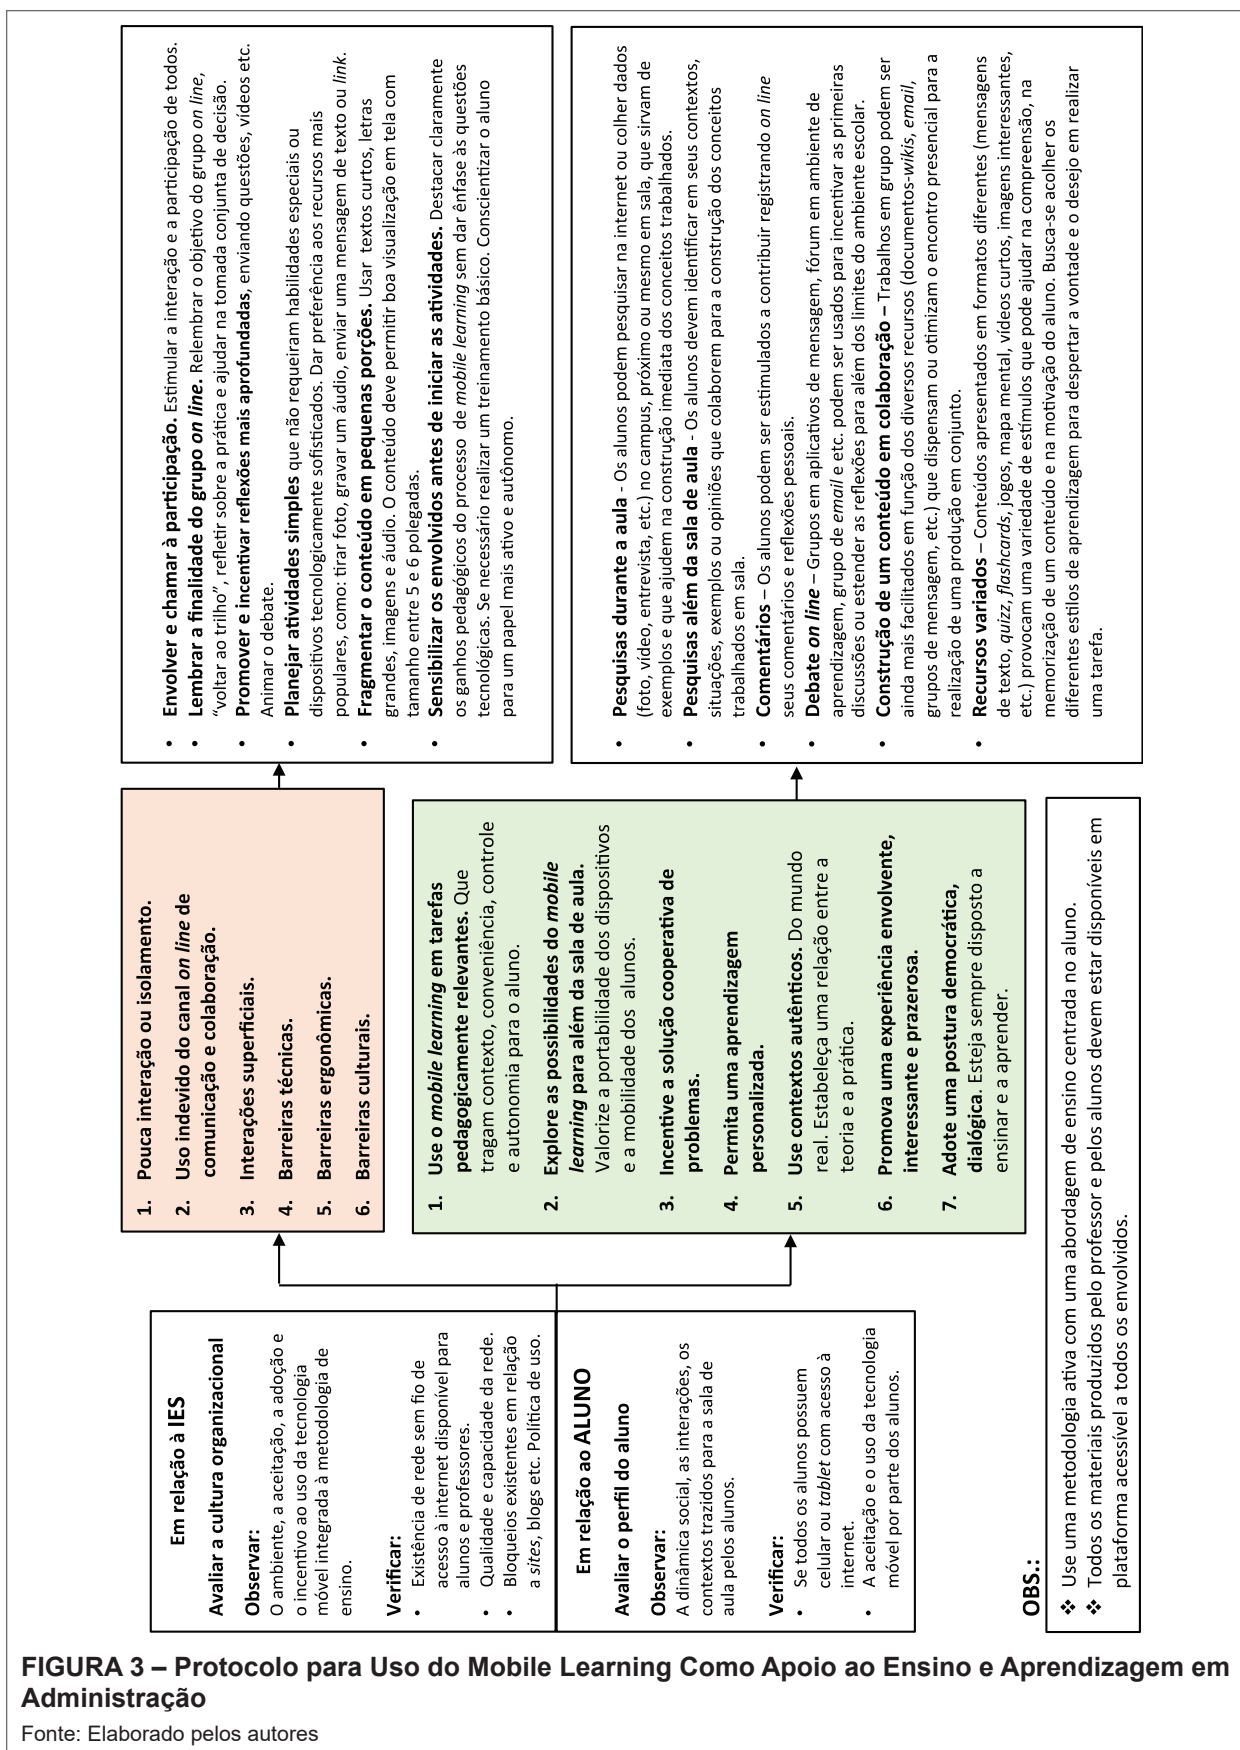 Em relação à IES
Avaliar a cultura organizacional
Observar:
O ambiente, a aceitação, a adoção e
o incentivo ao uso da tecnologia
móvel integrada à metodologia de
ensino.
Verificar:
• Existência de rede sem fio de
acesso à internet disponível para
alunos e professores.
• Qualidade e capacidade da rede.
• Bloqueios existentes em relação
a sites, blogs etc. Política de uso.
Em relação ao ALUNO
Avaliar o perfil do aluno
Observar:
A dinâmica social, as interações, os
contextos trazidos para a sala de
aula pelos alunos.
Verificar:
• Se todos os alunos possuem
celular ou tablet com acesso à
internet.
• A aceitação e o uso da tecnologia
móvel por parte dos alunos.
1. Pouca interação ou isolamento.
2. Uso indevido do canal on line de
comunicação e colaboração.
3. Interações superficiais.
4. Barreiras técnicas.
5. Barreiras ergonômicas.
6. Barreiras culturais.
1. Use o mobile learning em tarefas
pedagogicamente relevantes. Que
tragam contexto, conveniência, controle
e autonomia para o aluno.
2. Explore as possibilidades do mobile
learning para além da sala de aula.
Valorize a portabilidade dos dispositivos
e a mobilidade dos alunos.
3. Incentive a solução cooperativa de
problemas.
4. Permita uma aprendizagem
personalizada.
5. Use contextos autênticos. Do mundo
real. Estabeleça uma relação entre a
teoria e a prática.
6. Promova uma experiência envolvente,
interessante e prazerosa.
7. Adote uma postura democrática,
dialógica. Esteja sempre disposto a
ensinar e aprender.
• Envolver e chamar à participação. Estimular a interação e a participação de todos.
• Lembrar a finalidade do grupo on line. Relembrar o objetivo do grupo on line,
“voltar ao trilho”, refletir sobre a prática e ajudar na tomada conjunta de decisão.
• Promover e incentivar reflexões mais aprofundadas, enviando questões, vídeos etc.
Animar o debate.
• Planejar atividades simples que não requeiram habilidades especiais ou
dispositivos tecnologicamente sofisticados. Dar preferência aos recursos mais
populares, como: tirar foto, gravar um áudio, enviar uma mensagem de texto ou link.
• Fragmentar o conteúdo em pequenas porções. Usar textos curtos, letras
grandes, imagens e áudio. O conteúdo deve permitir boa visualização em tela com
tamanho entre 5 e 6 polegadas.
• Sensibilizar os envolvidos antes de iniciar as atividades. Destacar claramente
os ganhos pedagógicos do processo de mobile learning sem dar ênfase às questões
tecnológicas. Se necessário realizar um treinamento básico. Conscientizar o aluno
para um papel mais ativo e autônomo.
• Pesquisas durante a aula - Os alunos podem pesquisar na internet ou colher dados
(foto, vídeo, entrevista, etc.) no campus, próximo ou mesmo em sala, que sirvam de
exemplos e que ajudem na construção imediata dos conceitos trabalhados.
• Pesquisas além da sala de aula - Os alunos devem identificar em seus contextos,
situações, exemplos ou opiniões que colaborem para a construção dos conceitos
trabalhados em sala.
• Comentários – Os alunos podem ser estimulados a contribuir registrando on line
seus comentários e reflexões pessoais.
• Debate on line – Grupos em aplicativos de mensagem, fórum em ambiente de
aprendizagem, grupo de email e etc. podem ser usados para incentivar as primeiras
discussões ou estender as reflexões para além dos limites do ambiente escolar.
• Construção de um conteúdo em colaboração – Trabalhos em grupo podem ser
ainda mais facilitados em função dos diversos recursos (documentos-wikis, email,
grupos de mensagem, etc.) que dispensam ou otimizam o encontro presencial para a
realização de uma produção em conjunto.
• Recursos variados – Conteúdos apresentados em formatos diferentes (mensagens
de texto, quizz, flashcards, jogos, mapa mental, vídeos curtos, imagens interessantes,
etc.) provocam uma variedade de estímulos que pode ajudar na compreensão, na
memorização de um conteúdo e na motivação do aluno. Busca-se acolher os
diferentes estilos de aprendizagem para despertar a vontade e o desejo em realizar
uma tarefa.
OBS.:
❖ Use uma metodologia ativa com uma abordagem de ensino centrada no aluno.
❖ Todos os materiais produzidos pelo professor e pelos alunos devem estar disponíveis em
plataforma acessível a todos os envolvidos.
FIGURA 3 – Protocolo para Uso do Mobile Learning Como Apoio ao Ensino e Aprendizagem em
Administração
Fonte: Elaborado pelos autores